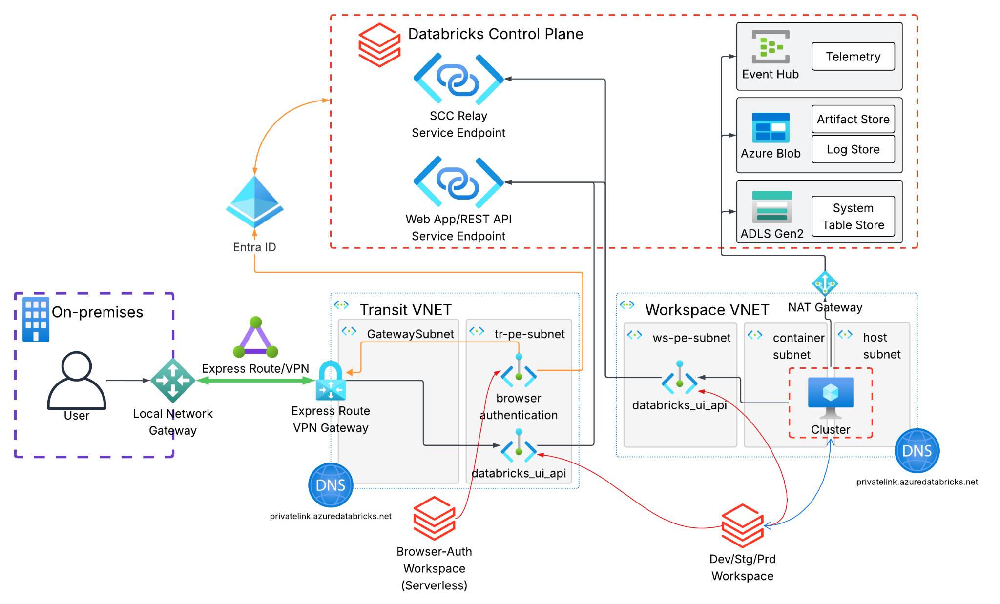 Databricks Control Plane
SCC Relay
Service Endpoint
Web App/REST API
Service Endpoint
Event Hub
Telemetry
Azure Blob
Artifact Store
Log Store
ADLS Gen2
System
Table Store
Entra ID
NAT Gateway
On-premises
User
Local Network
Gateway
Express Route/VPN
Express Route
VPN Gateway
Transit VNET
GatewaySubnet
tr-pe-subnet
browser
authentication
databricks_ui_api
DNS
privatelink.azuredatabricks.net
Workspace VNET
ws-pe-subnet
databricks_ui_api
container
subnet
host
subnet
Cluster
DNS
privatelink.azuredatabricks.net
Browser-Auth
Workspace
(Serverless)
Dev/Stg/Prd
Workspace